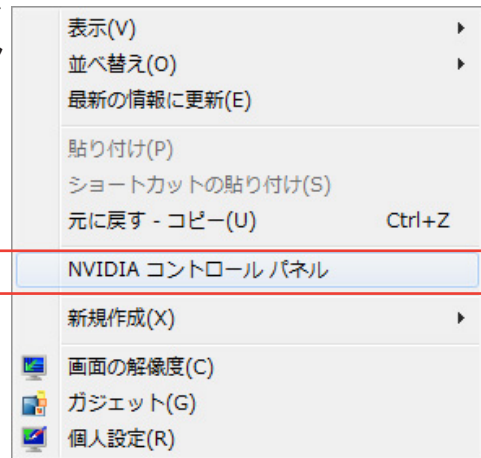 表示(V)
並べ替え(O)
最新の情報に更新(E)
貼り付け(P)
ショートカットの貼り付け(S)
元に戻す - コピー(U) Ctrl+Z
NVIDIA コントロール パネル
新規作成(X)
画面の解像度(C)
ガジェット(G)
個人設定(R)